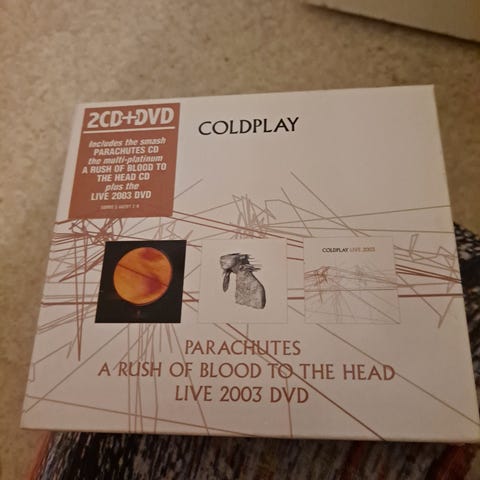 2CD+DVD
Includes the smash
PARACHUTES CD
the multi-platinum
A RUSH OF BLOOD TO
THE HEAD CD
plus the
LIVE 2003 DVD
COLDPLAY
COLDPLAY LIVE 2003
PARACHUTES
A RUSH OF BLOOD TO THE HEAD
LIVE 2003 DVD